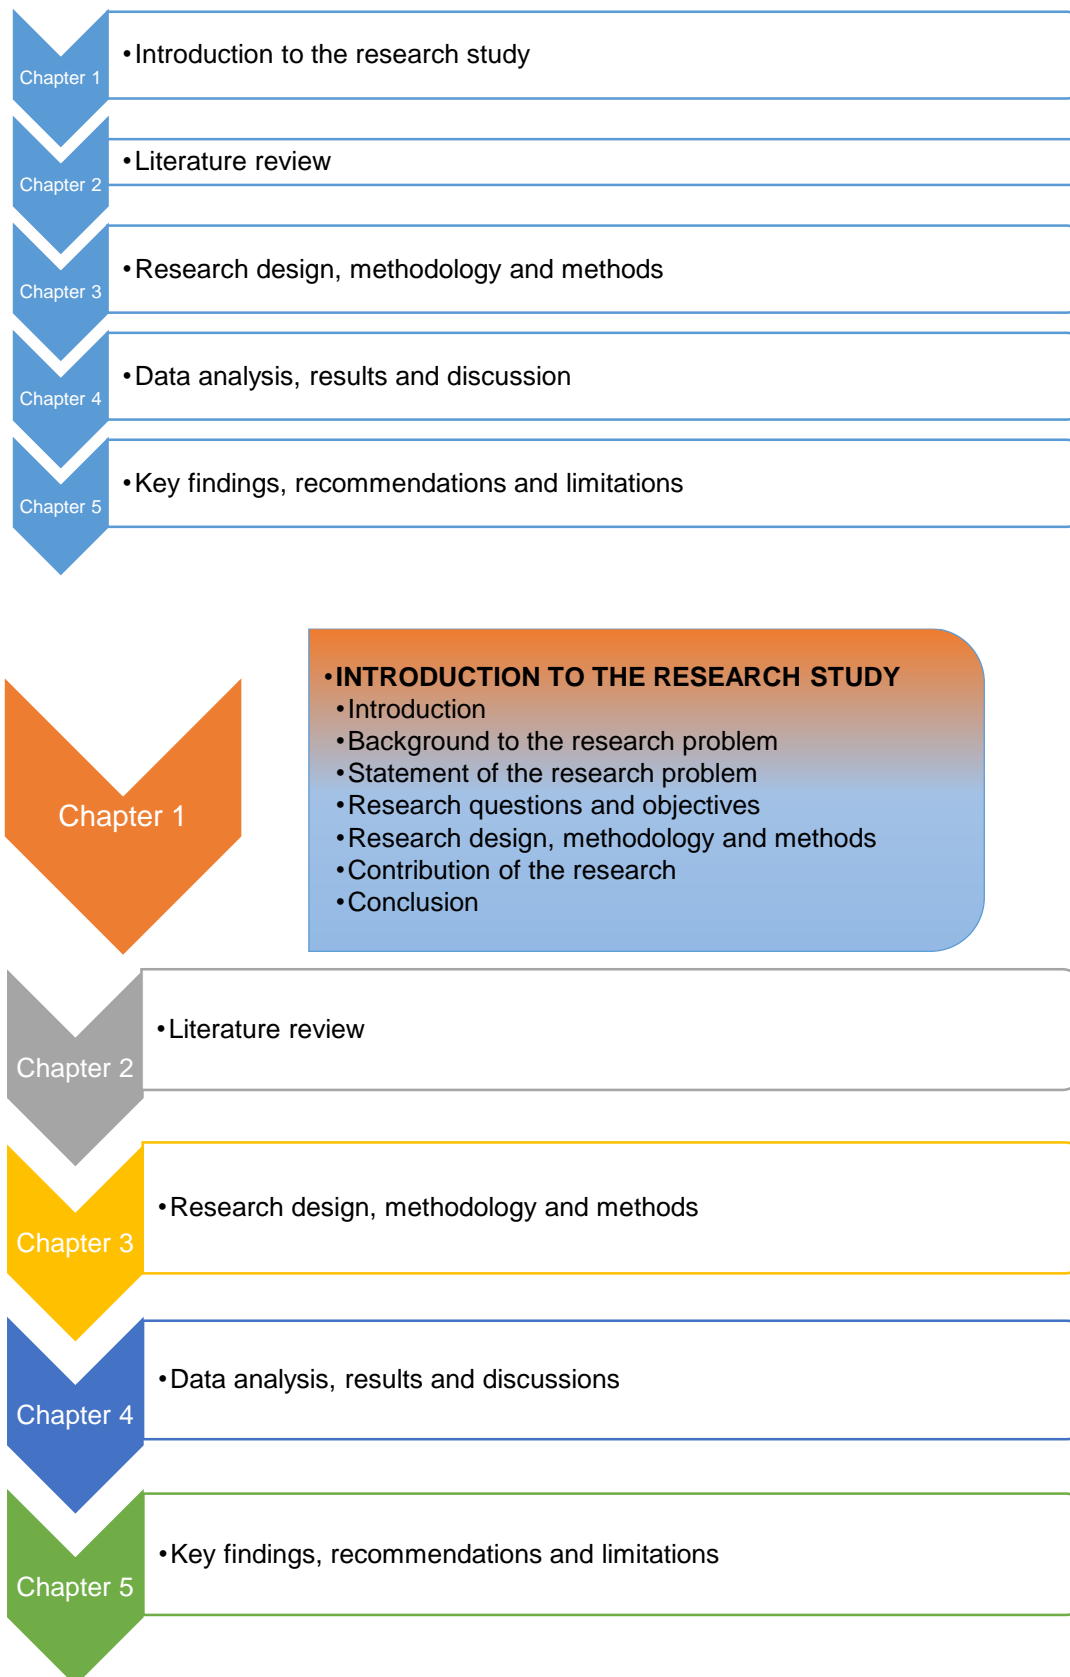 Chapter 1
•Introduction to the research study
Chapter 2
•Literature review
Chapter 3
•Research design, methodology and methods
Chapter 4
•Data analysis, results and discussion
Chapter 5
•Key findings, recommendations and limitations
Chapter 1
•INTRODUCTION TO THE RESEARCH STUDY
•Introduction
•Background to the research problem
•Statement of the research problem
•Research questions and objectives
•Research design, methodology and methods
•Contribution of the research
•Conclusion
Chapter 2
•Literature review
Chapter 3
•Research design, methodology and methods
Chapter 4
•Data analysis, results and discussions
Chapter 5
•Key findings, recommendations and limitations